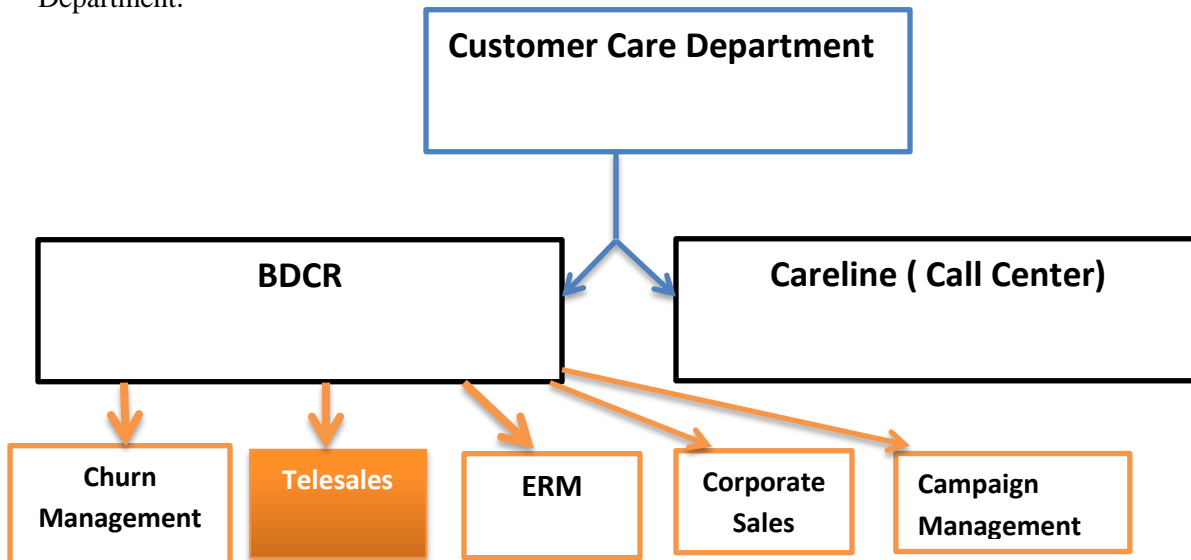 Department.
Customer Care Department
BDCR
Careline ( Call Center)
Churn
Management
Telesales
ERM
Corporate
Sales
Campaign
Management